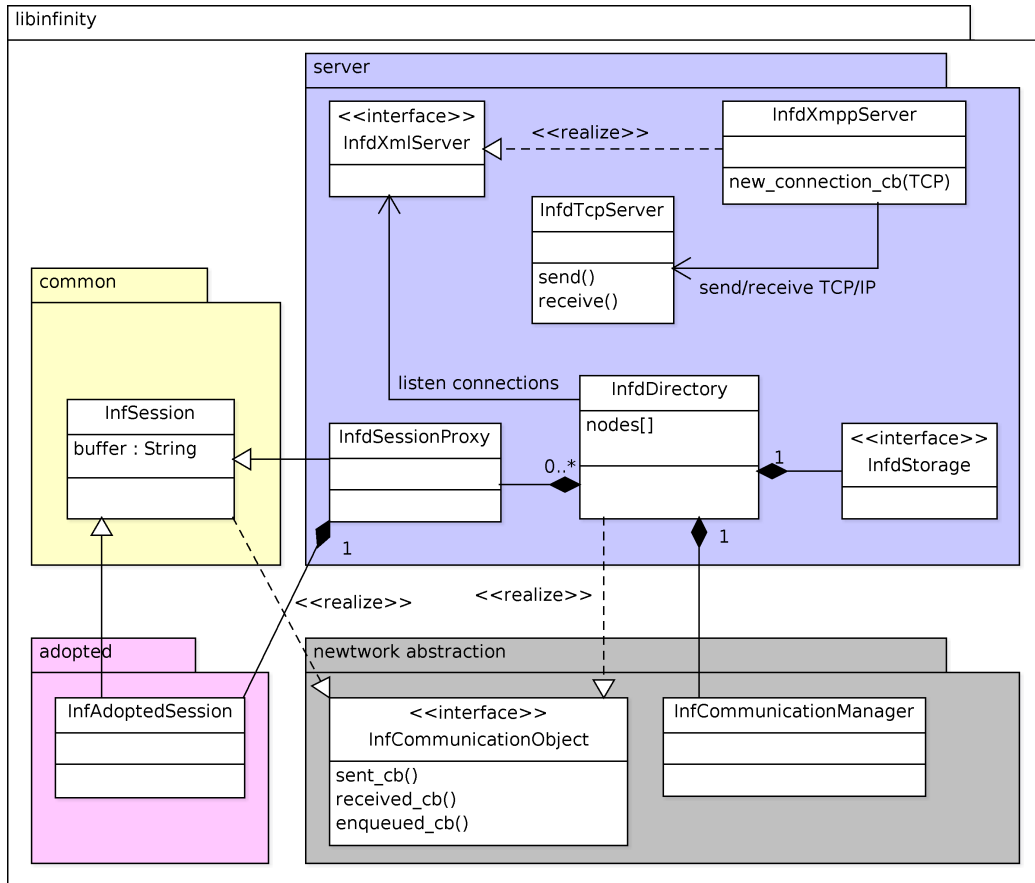 libinfinity
server
<<interface>>
InfdXmlServer
<<realize>>
InfdXmppServer
new_connection_cb(TCP)
InfdTcpServer
send()
receive()
send/receive TCP/IP
common
InfSession
buffer : String
listen connections
InfdDirectory
nodes[]
InfdSessionProxy
0..*
1
<<interface>>
InfdStorage
1
1
<<realize>>
<<realize>>
adopted
InfAdoptedSession
newtwork abstraction
<<interface>>
InfCommunicationObject
sent_cb()
received_cb()
enqueued_cb()
InfCommunicationManager